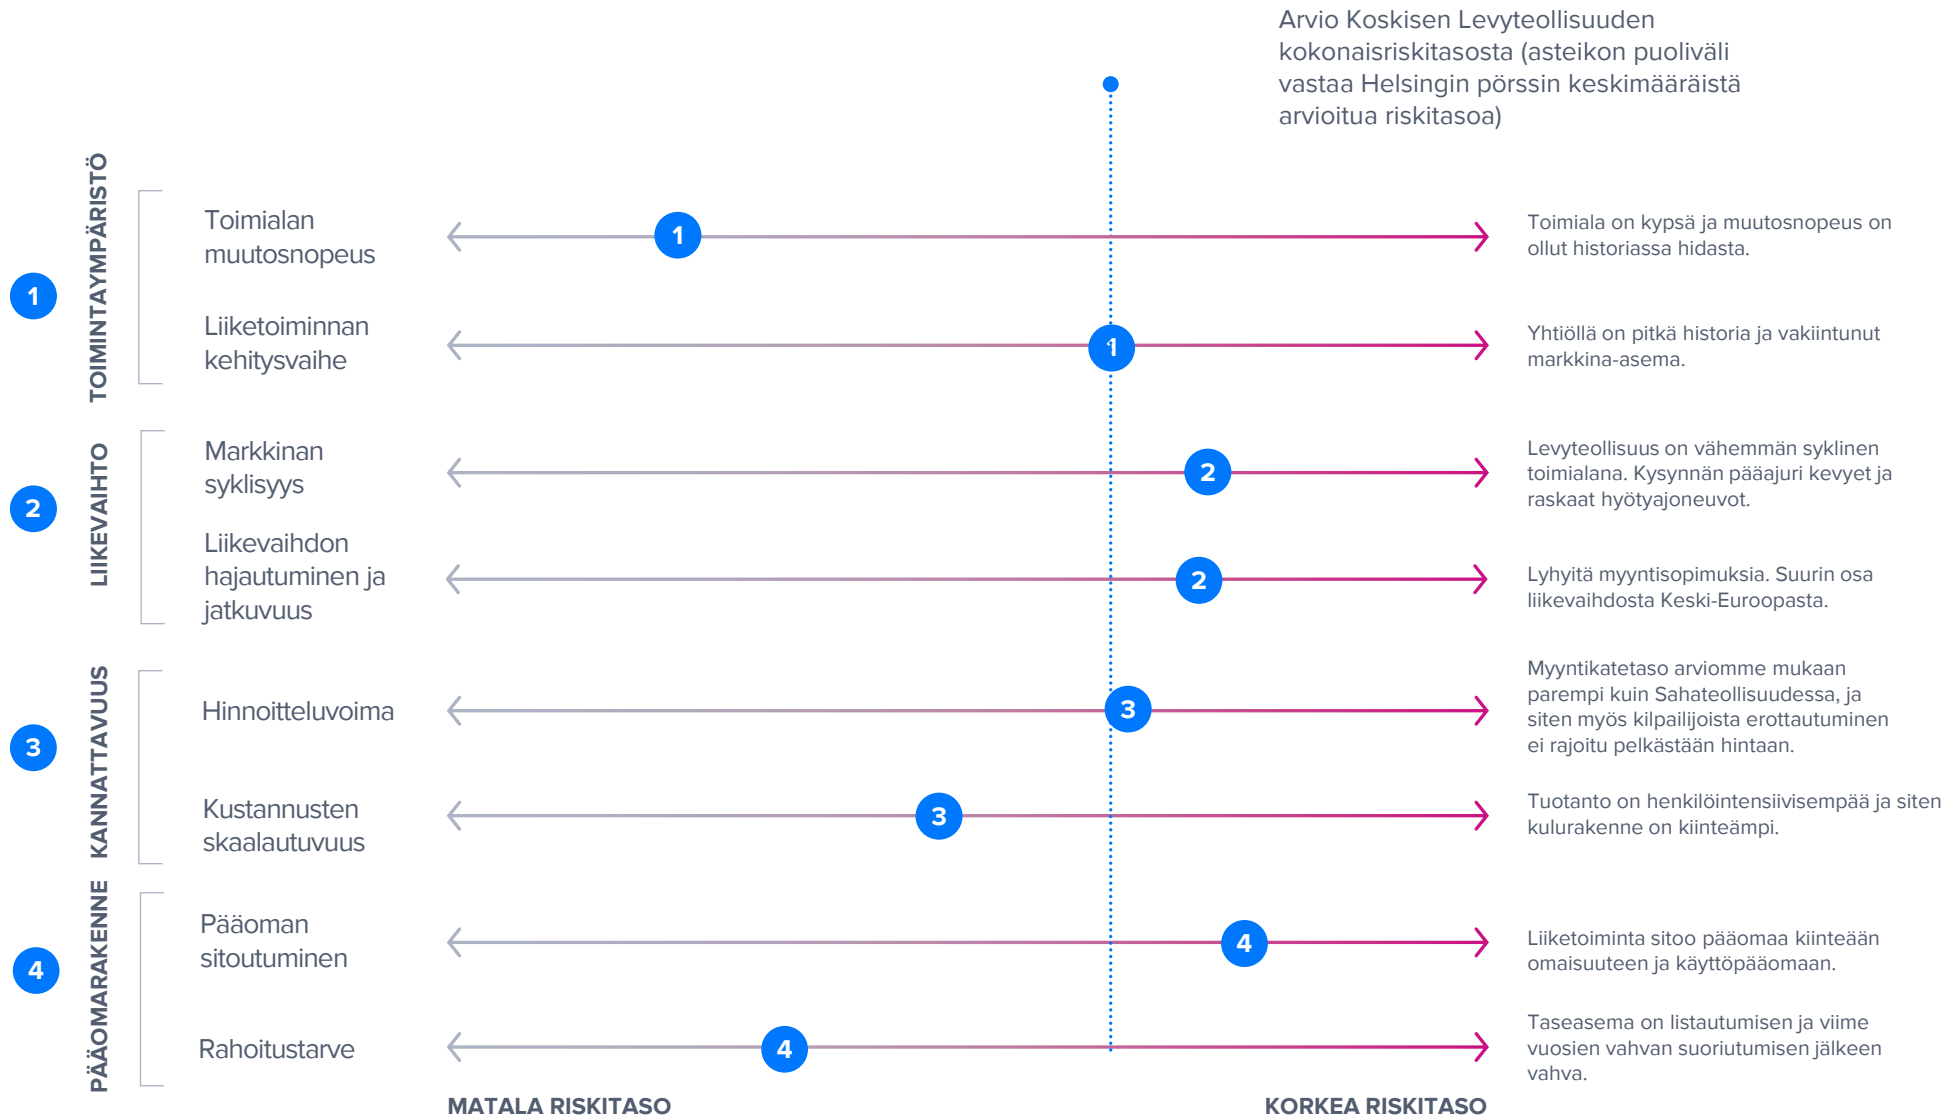 Arvio Koskisen Levyteollisuuden
kokonaisriskitasosta (asteikon puoliväli
vastaa Helsingin pörssin keskimääräistä
arvioitua riskitasoa)
1
TOIMINTAYMPÄRISTÖ
Toimialan
muutosnopeus
1
Toimiala on kypsä ja muutosnopeus on
ollut historiassa hidasta.
Liiketoiminnan
kehitysvaihe
1
Yhtiöllä on pitkä historia ja vakiintunut
markkina-asema.
2
LIIKEVAIHTO
Markkinan
syklisyys
2
Levyteollisuus on vähemmän syklinen
toimialana. Kysynnän pääajuri kevyet ja
raskaat hyötyajoneuvot.
Liikevaihdon
hajautuminen ja
jatkuvuus
2
Lyhyitä myyntisopimuksia. Suurin osa
liikevaihdosta Keski-Euroopasta.
3
KANNATTAVUUS
Hinnoitteluvoima
3
Myyntikatetaso arviomme mukaan
parempi kuin Sahateollisuudessa, ja
siten myös kilpailijoista erottautuminen
ei rajoitu pelkästään hintaan.
Kustannusten
skaalautuvuus
3
Tuotanto on henkilöintensiivisempää ja siten
kulurakenne on kiinteämpi.
4
PÄÄOMARAKENNE
Pääoman
sitoutuminen
4
Liiketoiminta sitoo pääomaa kiinteään
omaisuuteen ja käyttöpääomaan.
Rahoitustarve
4
Taseasema on listautumisen ja viime
vuosien vahvan suoriutumisen jälkeen
vahva.
MATALA RISKITASO
KORKEA RISKITASO